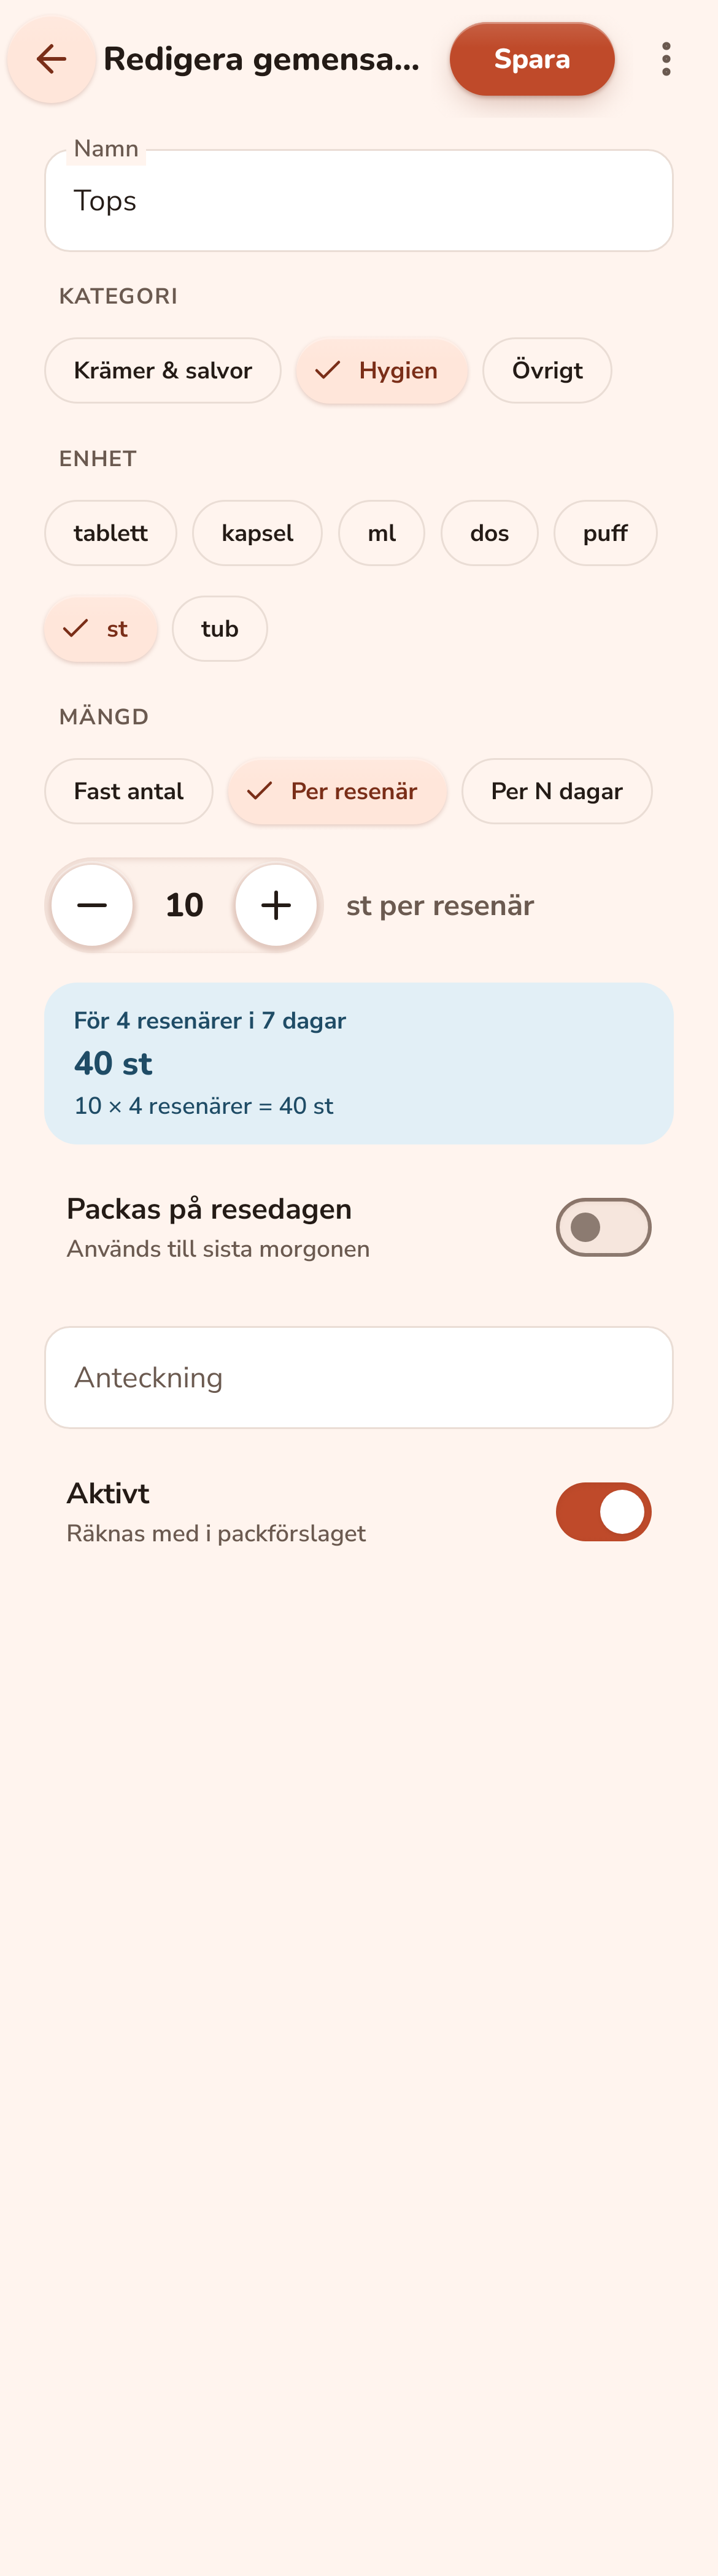 Redigera gemensa...
Spara
Namn
Tops
KATEGORI
Krämer & salvor
Hygien
Övrigt
ENHET
tablett
kapsel
ml
dos
puff
st
tub
MÄNGD
Fast antal
Per resenär
Per N dagar
10
st per resenär
För 4 resenärer i 7 dagar
40 st
10 × 4 resenärer = 40 st
Packas på resedagen
Används till sista morgonen
Anteckning
Aktivt
Räknas med i packförslaget